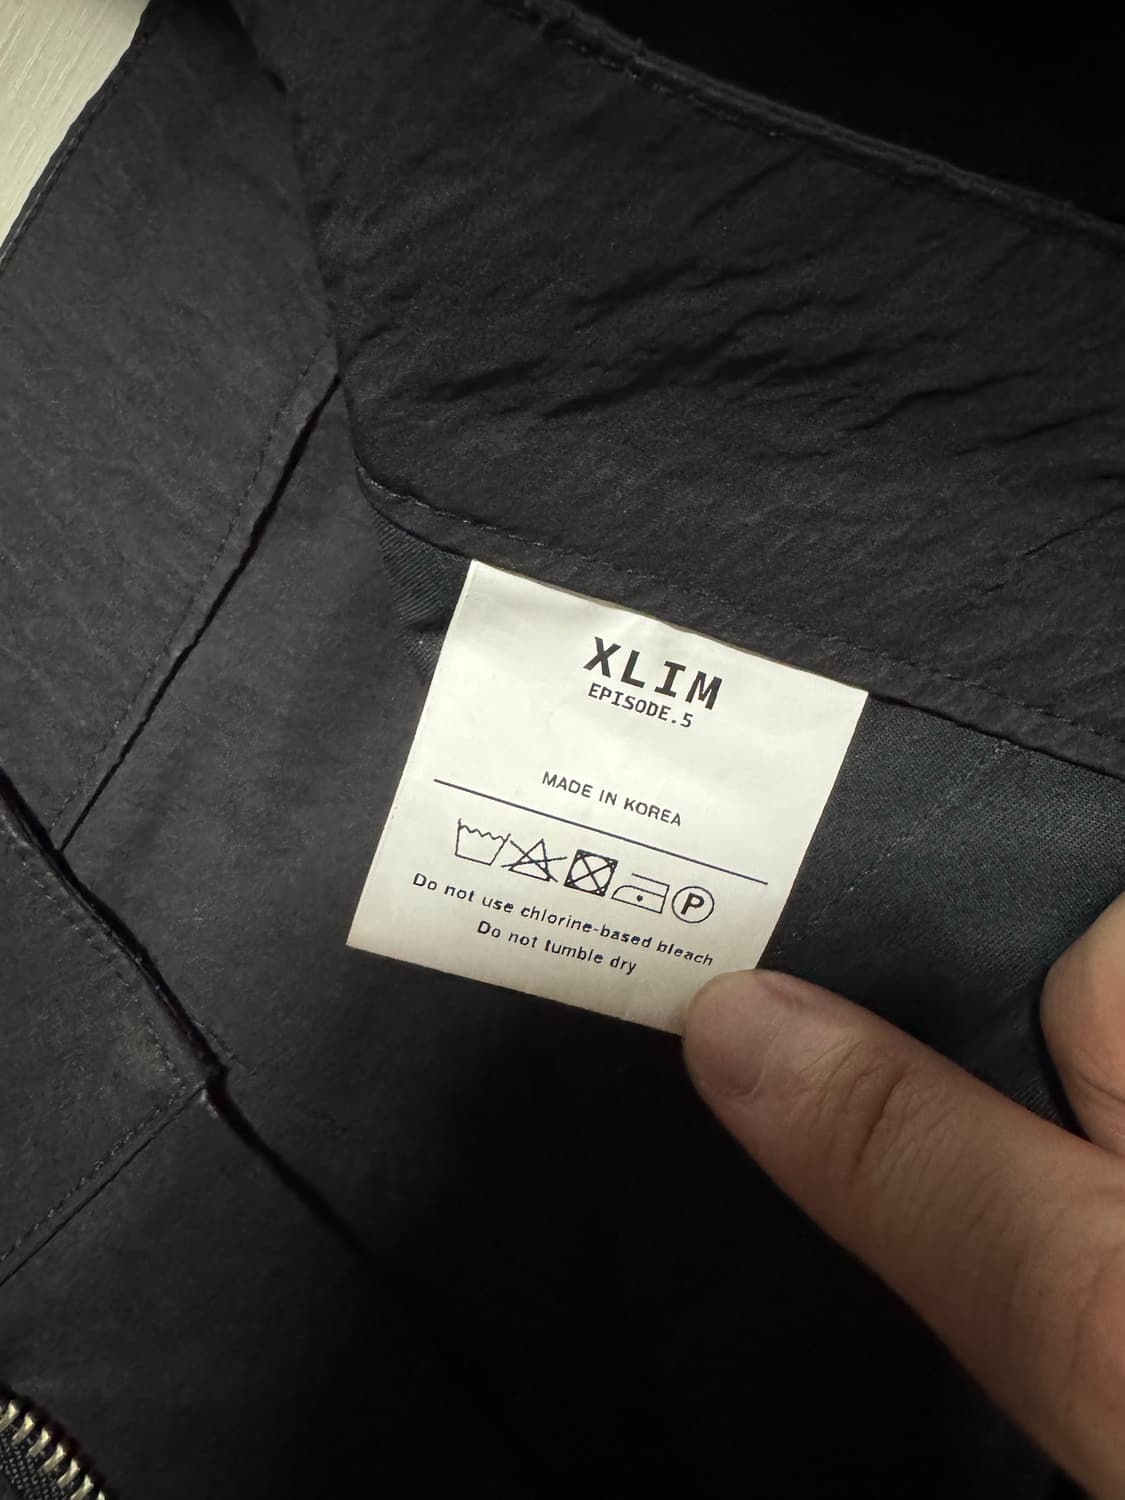 XLIM
EPISODE.5
MADE IN KOREA
P
Do not use chlorine-based bleach
Do not tumble dry